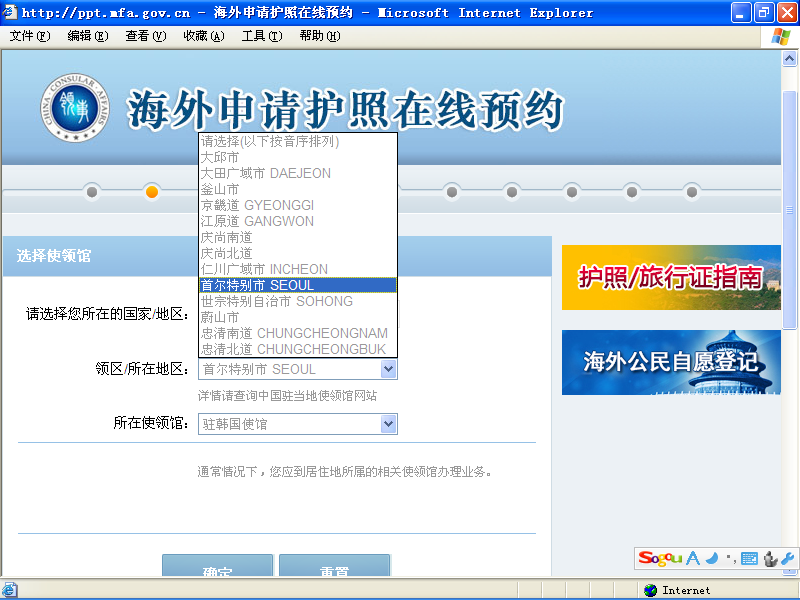 http://ppt.mfa.gov.cn - 海外申请护照在线预约 - Microsoft Internet Explorer
文件(F) 编辑(E) 查看(V) 收藏(A) 工具(T) 帮助(H)
CHINA·CONSULAR·AFFAIRS
领事
海外申请护照在线预约
请选择(以下按音序排列)
大邱市
大田广域市 DAEJEON
釜山市
京畿道 GYEONGGI
江原道 GANGWON
庆尚南道
庆尚北道
仁川广域市 INCHEON
首尔特别市 SEOUL
世宗特别自治市 SOHONG
蔚山市
忠清南道 CHUNGCHEONGNAM
忠清北道 CHUNGCHEONGBUK
选择使领馆
请选择您所在的国家/地区：
领区/所在地区：
首尔特别市 SEOUL
详情请查询中国驻当地使领馆网站
所在使领馆：
驻韩国使馆
通常情况下，您应到居住地所属的相关使领馆办理业务。
确定
重置
护照/旅行证指南
海外公民自愿登记
Sogou
Internet